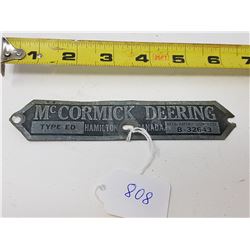 1 2 3 4 5 6 7
McCORMICK DEERING
TYPE ED HAMILTON CANADA B-32643
808